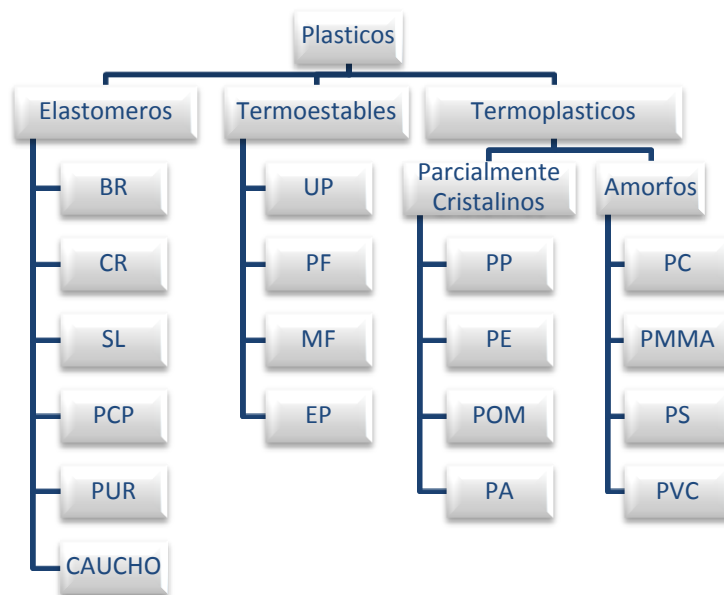 Plasticos
Elastomeros
BR
CR
SL
PCP
PUR
CAUCHO
Termoestables
UP
PF
MF
EP
Termoplasticos
Parcialmente
Cristalinos
PP
PE
POM
PA
Amorfos
PC
PMMA
PS
PVC